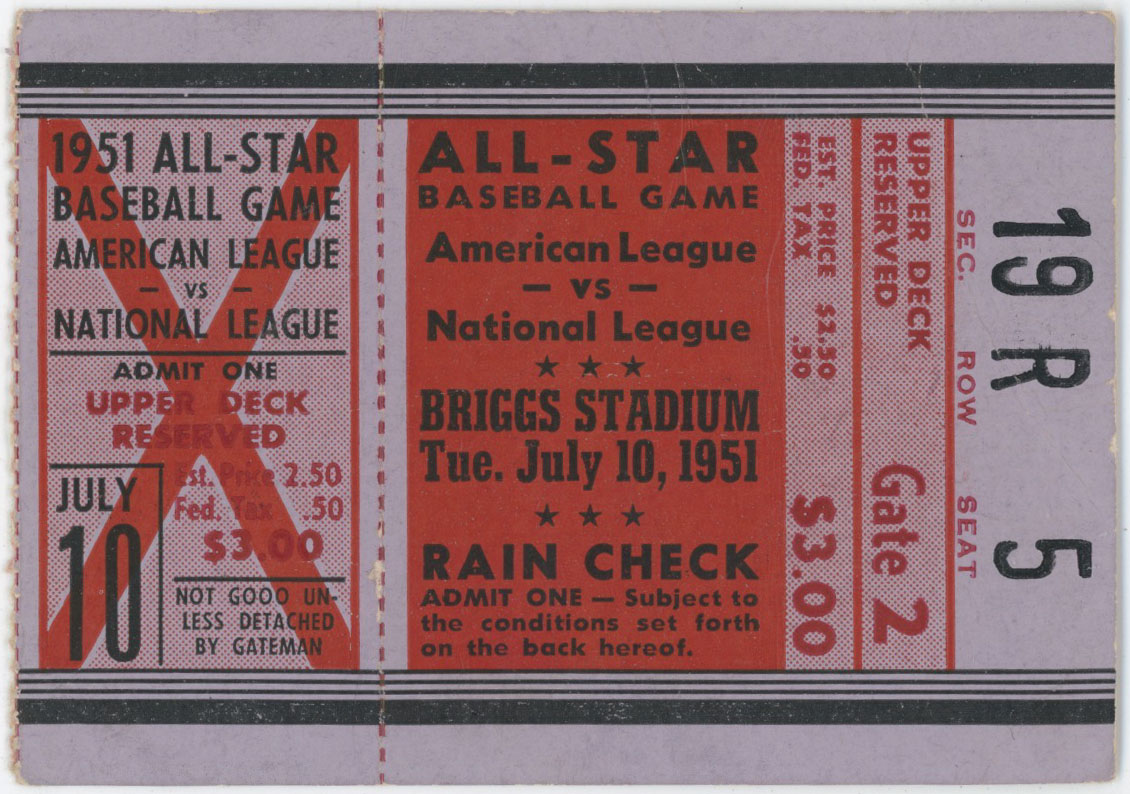 1951 ALL-STAR
BASEBALL GAME
AMERICAN LEAGUE
— VS —
NATIONAL LEAGUE
ADMIT ONE
UPPER DECK
RESERVED
JULY
10
Est. Price 2.50
Fed. Tax .50
$3.00
NOT GOOO UN-
LESS DETACHED
BY GATEMAN
ALL-STAR
BASEBALL GAME
American League
— VS —
National League
★ ★ ★
BRIGGS STADIUM
Tue. July 10, 1951
★ ★ ★
RAIN CHECK
ADMIT ONE — Subject to
the conditions set forth
on the back hereof.
EST. PRICE $2.50
FED. TAX .50
$3.00
UPPER DECK
RESERVED
Gate 2
SEC. ROW SEAT
19 R 5